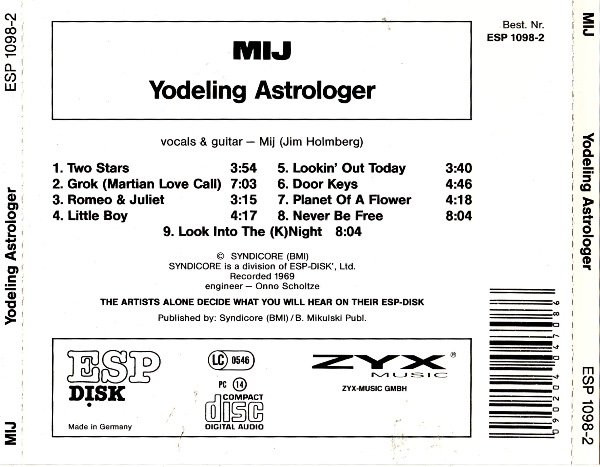 ESP 1098-2
Yodeling Astrologer
MIJ
Best. Nr.
ESP 1098-2
MIJ
Yodeling Astrologer
vocals & guitar – Mij (Jim Holmberg)
1. Two Stars 3:54
2. Grok (Martian Love Call) 7:03
3. Romeo & Juliet 3:15
4. Little Boy 4:17
5. Lookin' Out Today 3:40
6. Door Keys 4:46
7. Planet Of A Flower 4:18
8. Never Be Free 8:04
9. Look Into The (K)Night 8:04
© SYNDICORE (BMI)
SYNDICORE is a division of ESP-DISK', Ltd.
Recorded 1969
engineer – Onno Scholtze
THE ARTISTS ALONE DECIDE WHAT YOU WILL HEAR ON THEIR ESP-DISK
Published by: Syndicore (BMI) / B. Mikulski Publ.
ESP
DISK
Made in Germany
LC 0546
PC 14
COMPACT
disc
DIGITAL AUDIO
ZYX®
MUSIC
ZYX-MUSIC GMBH
MIJ
Yodeling Astrologer
ESP 1098-2